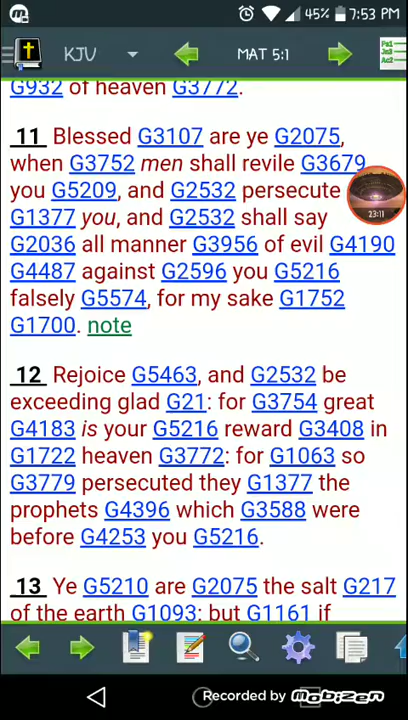 45% 7:53 PM
KJV MAT 5:1
Ps1
Jn3
Ac2
G932 of heaven G3772.
11 Blessed G3107 are ye G2075,
when G3752 men shall revile G3679
you G5209, and G2532 persecute
G1377 you, and G2532 shall say
G2036 all manner G3956 of evil G4190
G4487 against G2596 you G5216
falsely G5574, for my sake G1752
G1700. note
23:11
12 Rejoice G5463, and G2532 be
exceeding glad G21: for G3754 great
G4183 is your G5216 reward G3408 in
G1722 heaven G3772: for G1063 so
G3779 persecuted they G1377 the
prophets G4396 which G3588 were
before G4253 you G5216.
13 Ye G5210 are G2075 the salt G217
of the earth G1093: but G1161 if
Recorded by mobizen